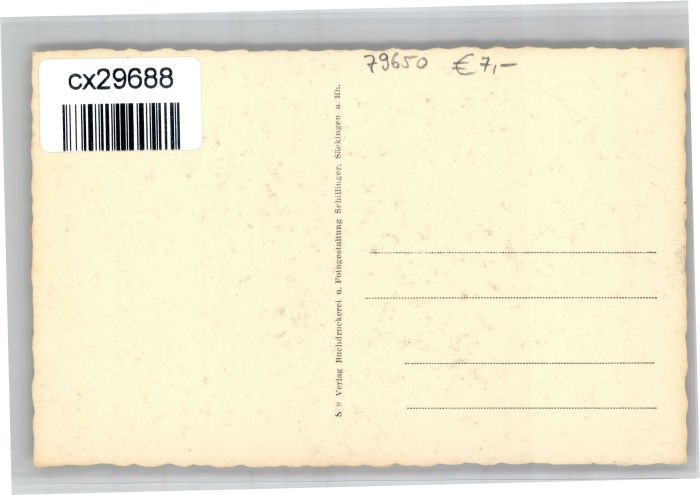 cx29688
79650 € 7,-
Verlag Buchdruckerei u. Fotogestaltung Schillinger, Säckingen a. Rh.